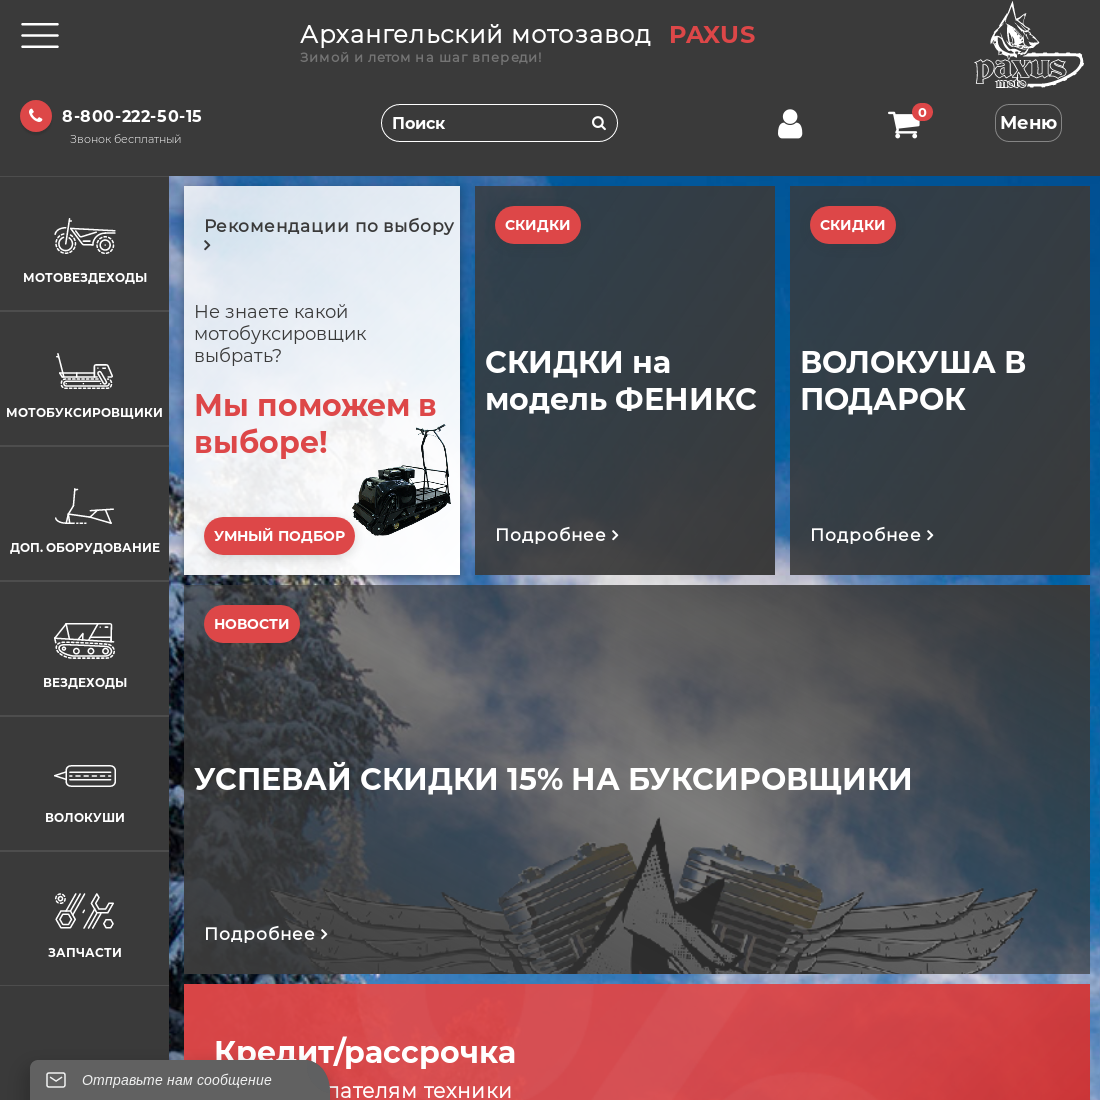 Архангельский мотозавод PAXUS
Зимой и летом на шаг впереди!
paxus
moto
8-800-222-50-15
Звонок бесплатный
Поиск
0
Меню
МОТОВЕЗДЕХОДЫ
МОТОБУКСИРОВЩИКИ
ДОП. ОБОРУДОВАНИЕ
ВЕЗДЕХОДЫ
ВОЛОКУШИ
ЗАПЧАСТИ
Рекомендации по выбору
Не знаете какой
мотобуксировщик
выбрать?
Мы поможем в
выборе!
УМНЫЙ ПОДБОР
СКИДКИ
СКИДКИ на
модель ФЕНИКС
Подробнее
СКИДКИ
ВОЛОКУША В
ПОДАРОК
Подробнее
НОВОСТИ
УСПЕВАЙ СКИДКИ 15% НА БУКСИРОВЩИКИ
Подробнее
Кредит/рассрочка
пателям техники
Отправьте нам сообщение